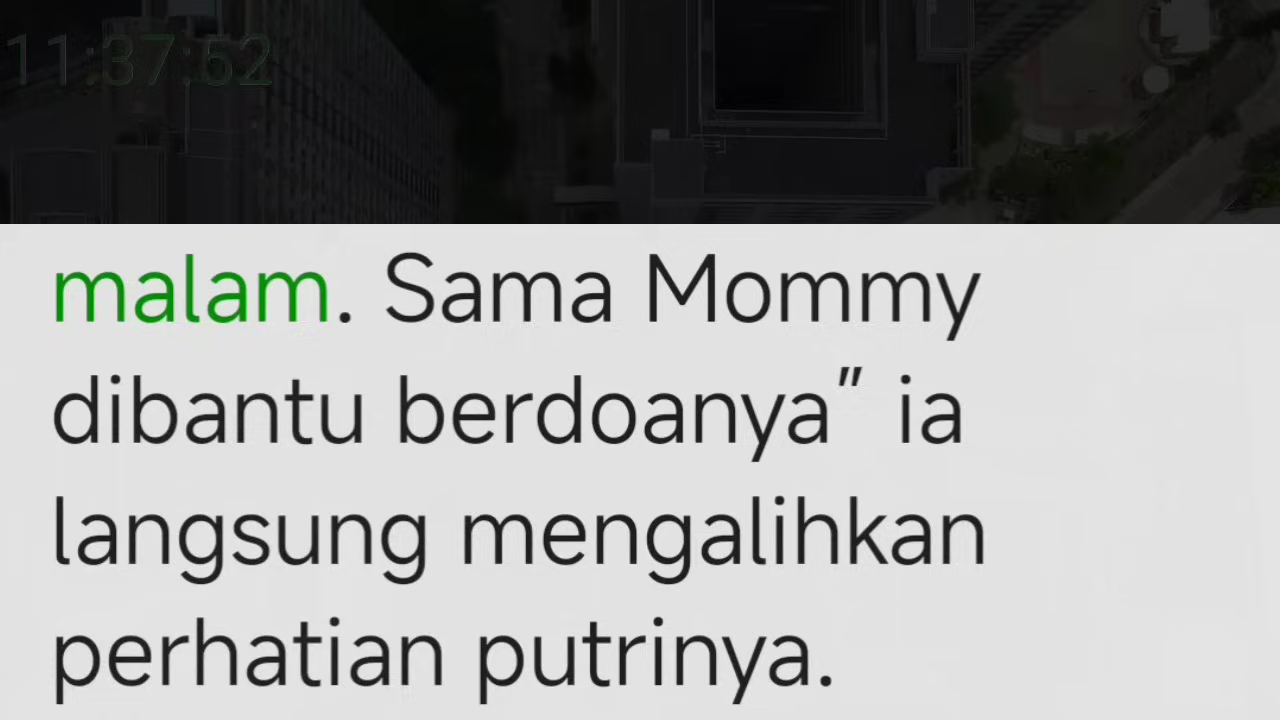 11:37:52
malam. Sama Mommy
dibantu berdoanya” ia
langsung mengalihkan
perhatian putrinya.